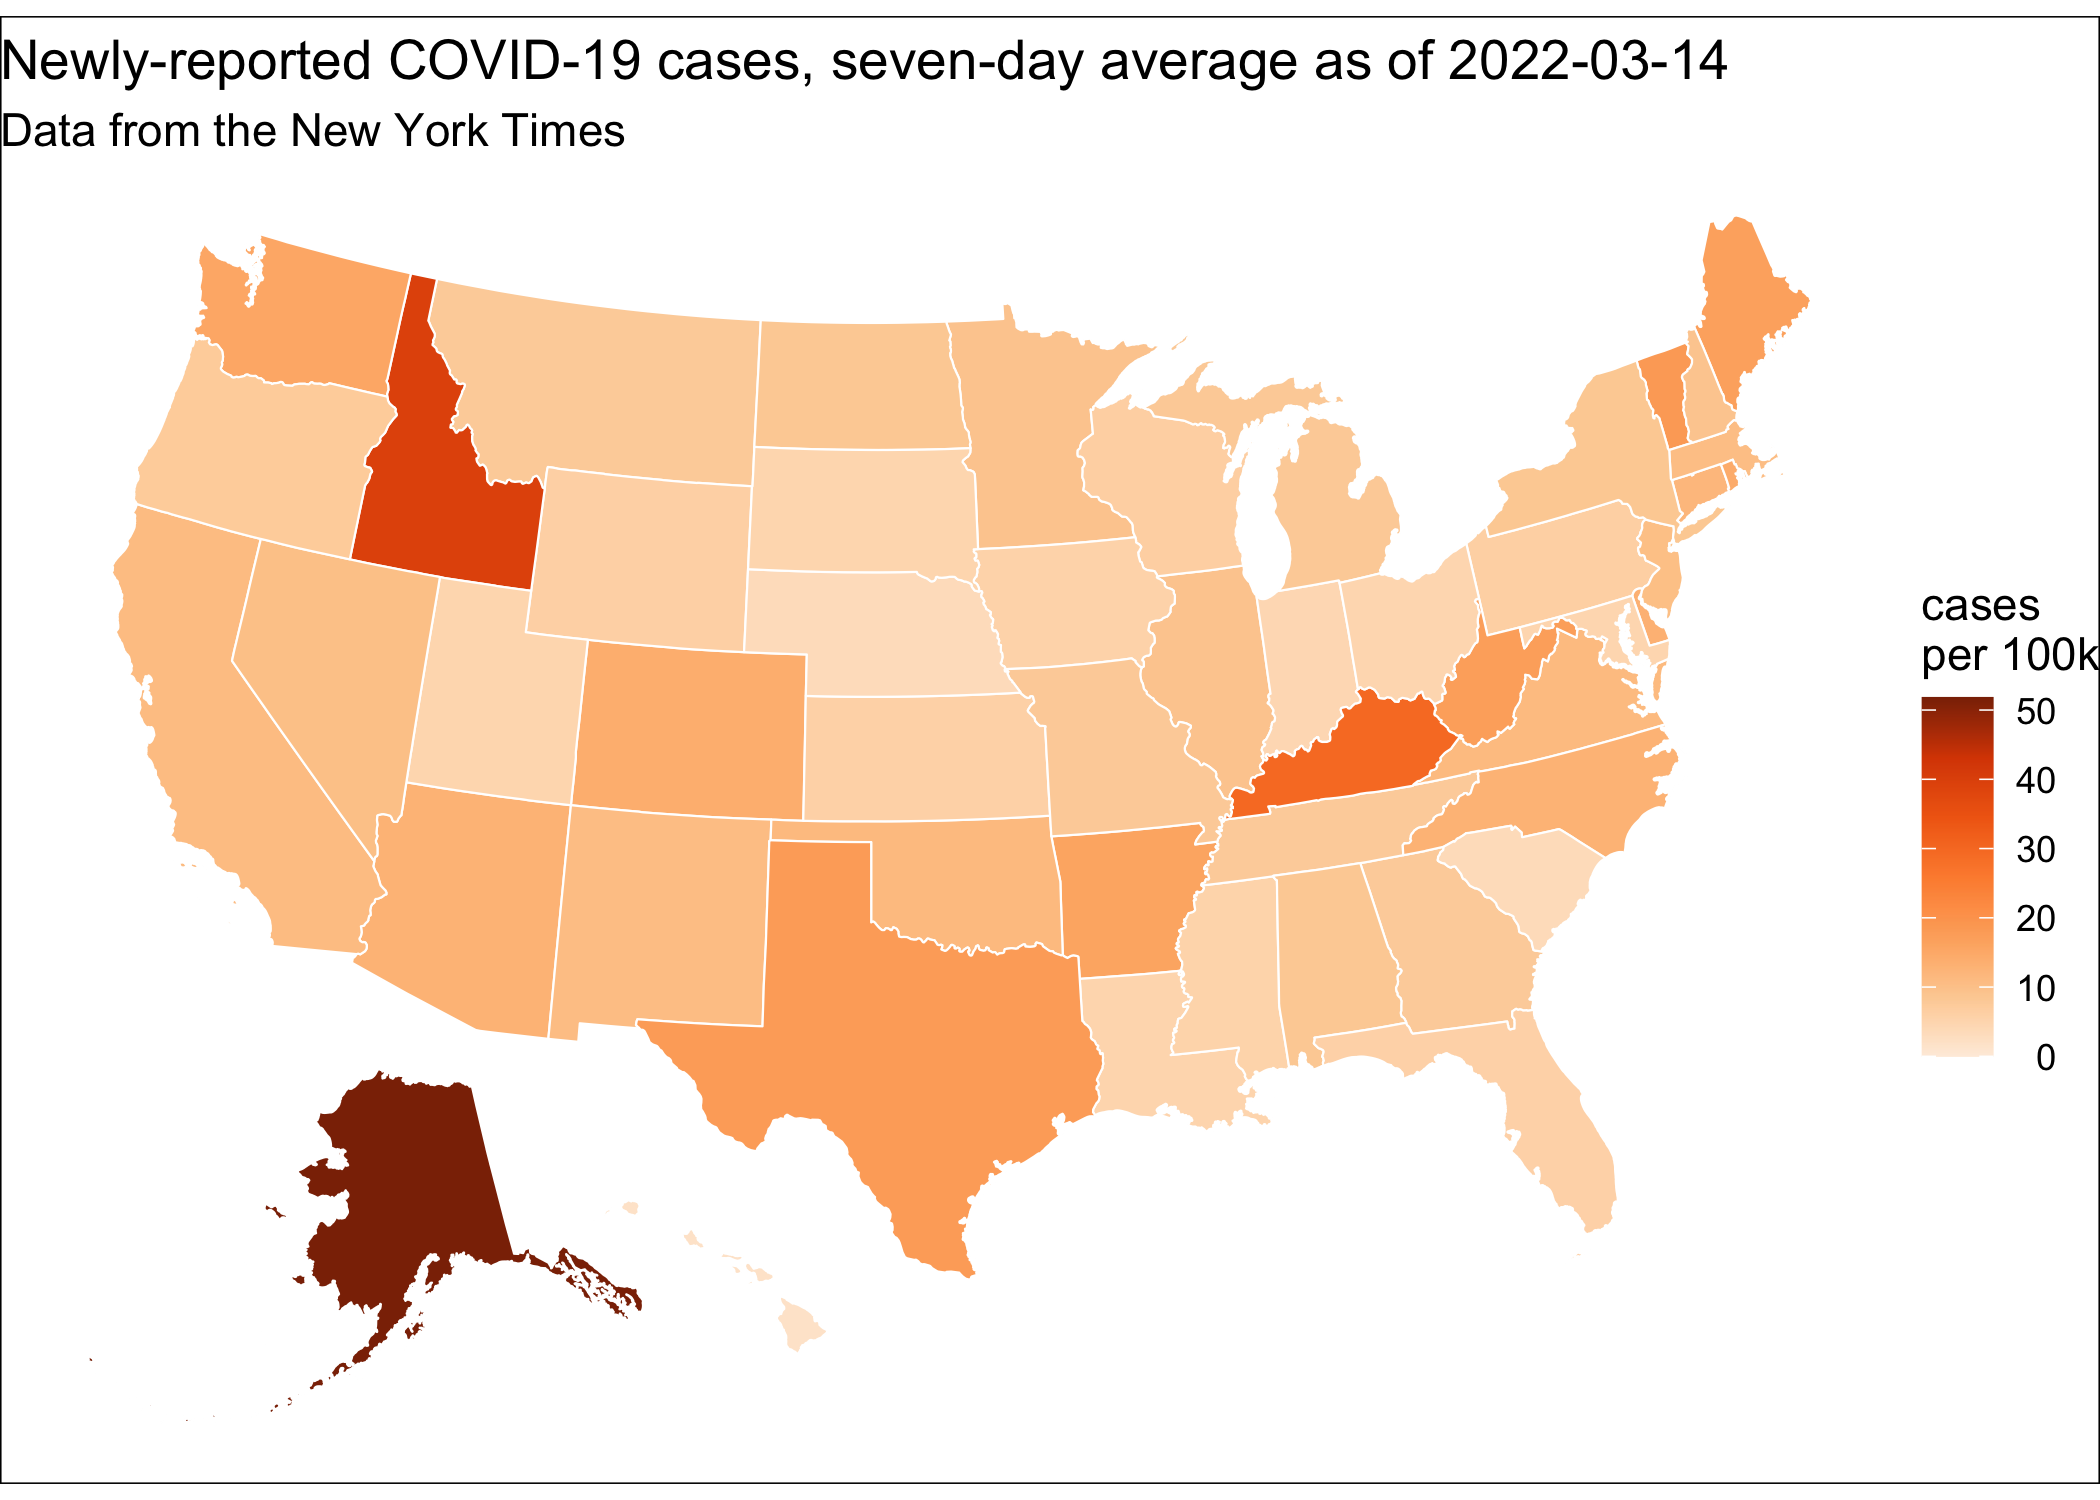 Newly-reported COVID-19 cases, seven-day average as of 2022-03-14
Data from the New York Times
cases
per 100k
50
40
30
20
10
0